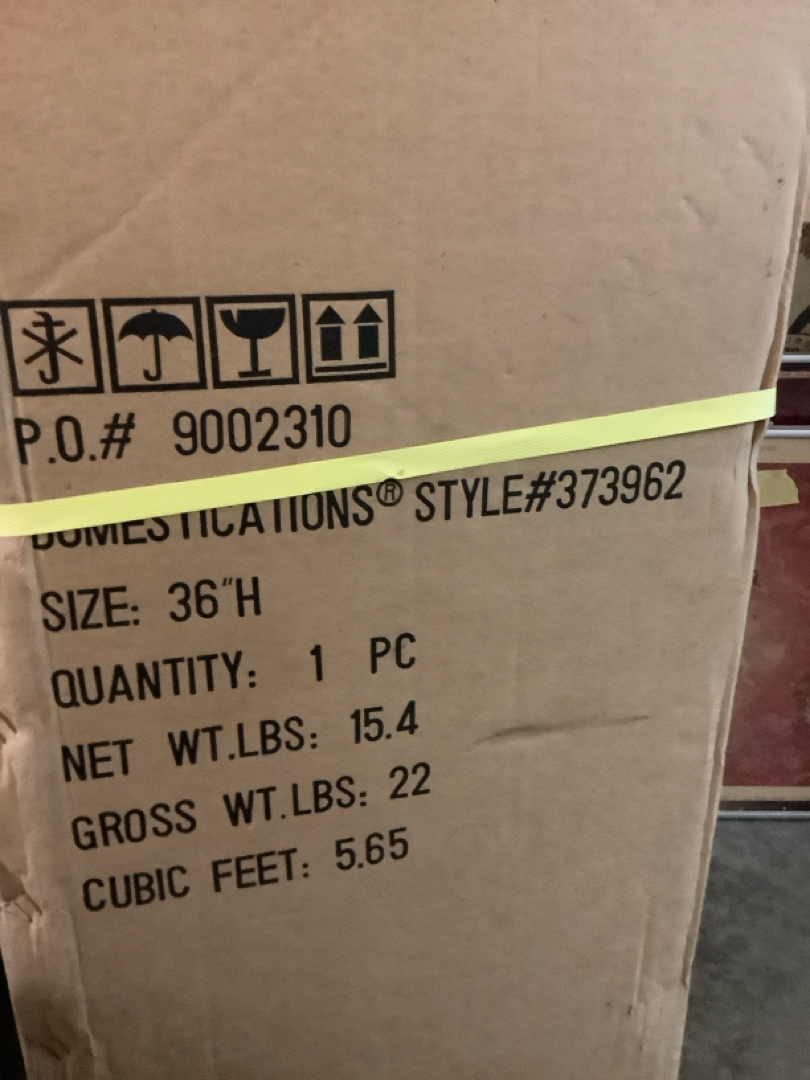 P.O.# 9002310
DOMESTICATIONS® STYLE#373962
SIZE: 36"H
QUANTITY: 1 PC
NET WT.LBS: 15.4
GROSS WT.LBS: 22
CUBIC FEET: 5.65